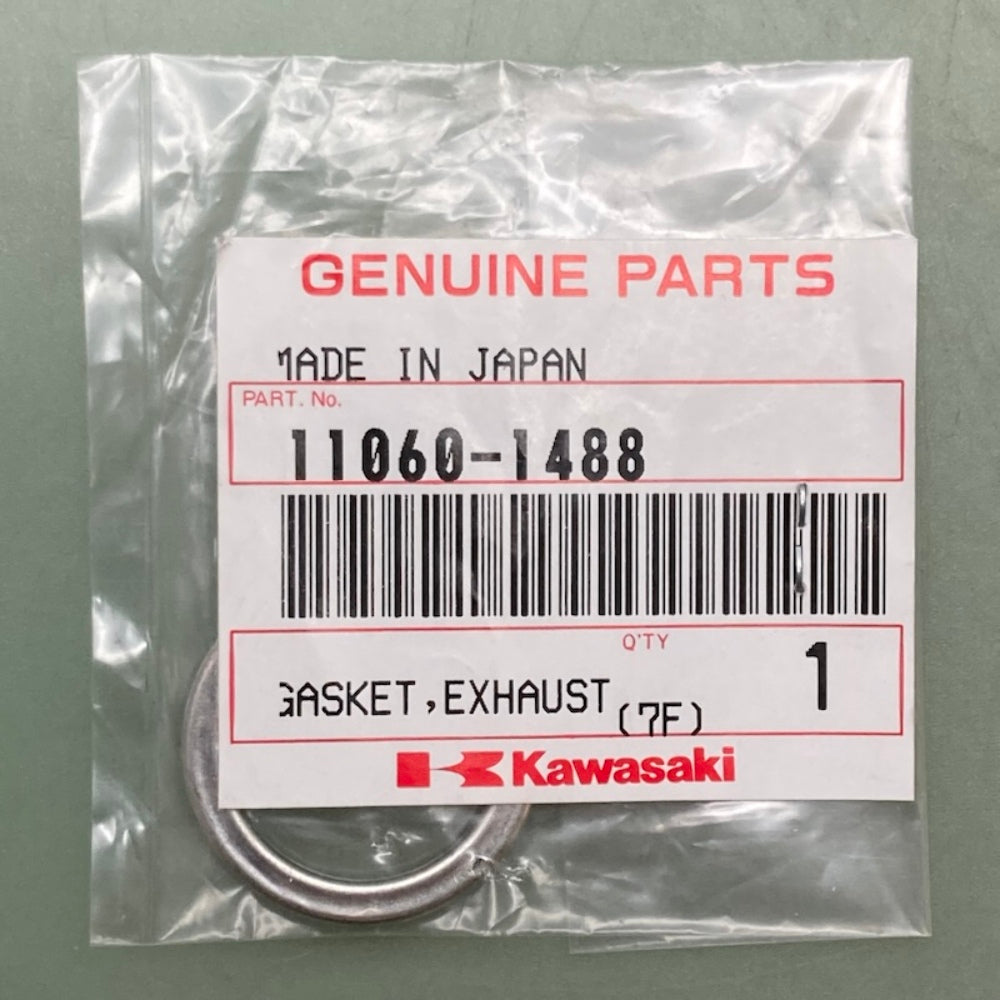 GENUINE PARTS
MADE IN JAPAN
PART. No.
11060-1488
Q'TY
1
GASKET,EXHAUST (7F)
Kawasaki